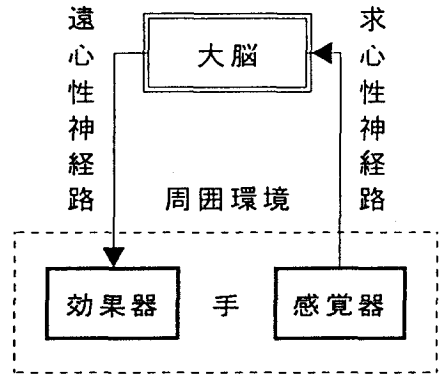 遠心性神経路
大脳
求心性神経路
周囲環境
効果器
手
感覚器